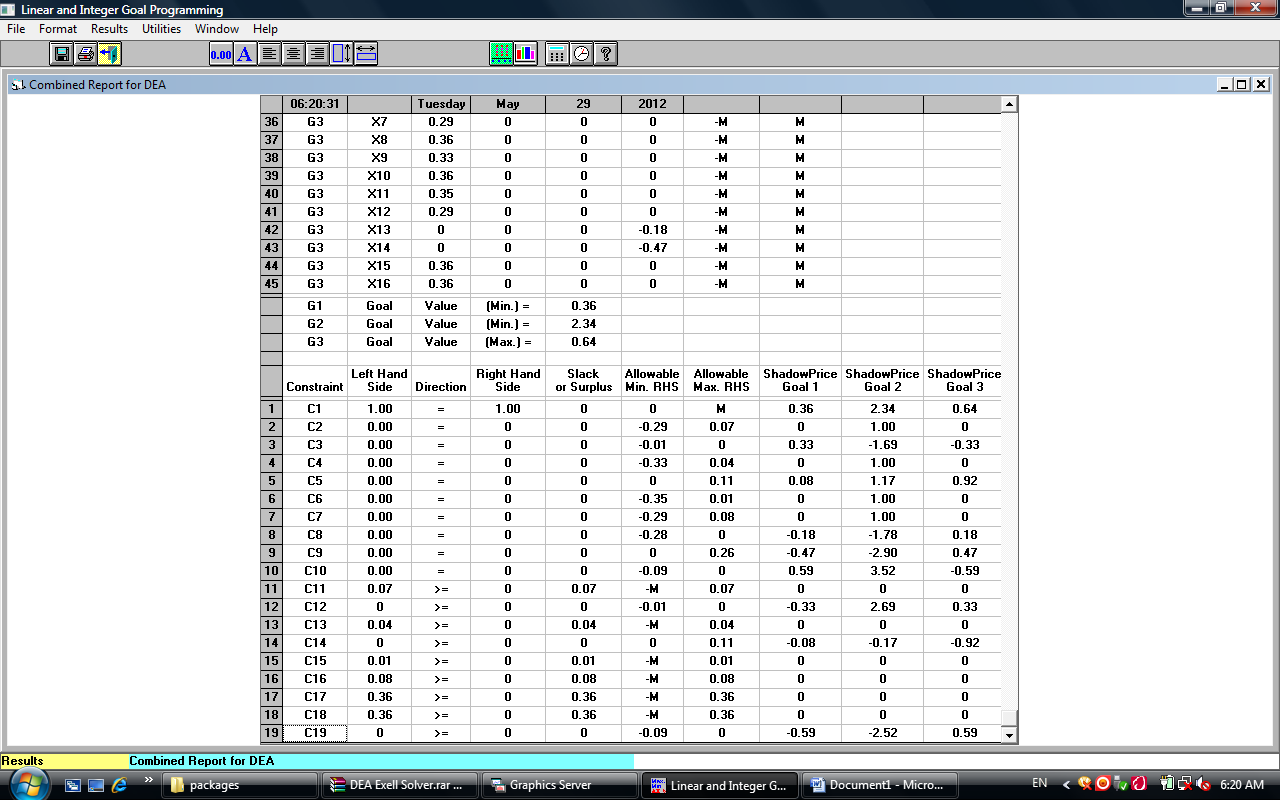 Linear and Integer Goal Programming
File Format Results Utilities Window Help
0.00 A ?
Combined Report for DEA
06:20:31 Tuesday May 29 2012
36 G3 X7 0.29 0 0 0 -M M
37 G3 X8 0.36 0 0 0 -M M
38 G3 X9 0.33 0 0 0 -M M
39 G3 X10 0.36 0 0 0 -M M
40 G3 X11 0.35 0 0 0 -M M
41 G3 X12 0.29 0 0 0 -M M
42 G3 X13 0 0 0 -0.18 -M M
43 G3 X14 0 0 0 -0.47 -M M
44 G3 X15 0.36 0 0 0 -M M
45 G3 X16 0.36 0 0 0 -M M
G1 Goal Value (Min.) = 0.36
G2 Goal Value (Min.) = 2.34
G3 Goal Value (Max.) = 0.64
Left Hand Right Hand Slack Allowable Allowable ShadowPrice ShadowPrice ShadowPrice
Constraint Side Direction Side or Surplus Min. RHS Max. RHS Goal 1 Goal 2 Goal 3
1 C1 1.00 = 1.00 0 0 M 0.36 2.34 0.64
2 C2 0.00 = 0 0 -0.29 0.07 0 1.00 0
3 C3 0.00 = 0 0 -0.01 0 0.33 -1.69 -0.33
4 C4 0.00 = 0 0 -0.33 0.04 0 1.00 0
5 C5 0.00 = 0 0 0 0.11 0.08 1.17 0.92
6 C6 0.00 = 0 0 -0.35 0.01 0 1.00 0
7 C7 0.00 = 0 0 -0.29 0.08 0 1.00 0
8 C8 0.00 = 0 0 -0.28 0 -0.18 -1.78 0.18
9 C9 0.00 = 0 0 0 0.26 -0.47 -2.90 0.47
10 C10 0.00 = 0 0 -0.09 0 0.59 3.52 -0.59
11 C11 0.07 >= 0 0.07 -M 0.07 0 0 0
12 C12 0 >= 0 0 -0.01 0 -0.33 2.69 0.33
13 C13 0.04 >= 0 0.04 -M 0.04 0 0 0
14 C14 0 >= 0 0 0 0.11 -0.08 -0.17 -0.92
15 C15 0.01 >= 0 0.01 -M 0.01 0 0 0
16 C16 0.08 >= 0 0.08 -M 0.08 0 0 0
17 C17 0.36 >= 0 0.36 -M 0.36 0 0 0
18 C18 0.36 >= 0 0.36 -M 0.36 0 0 0
19 C19 0 >= 0 0 -0.09 0 -0.59 -2.52 0.59
Results Combined Report for DEA
packages DEA Exell Solver.rar ... Graphics Server Linear and Integer G... Document1 - Micro... EN 6:20 AM